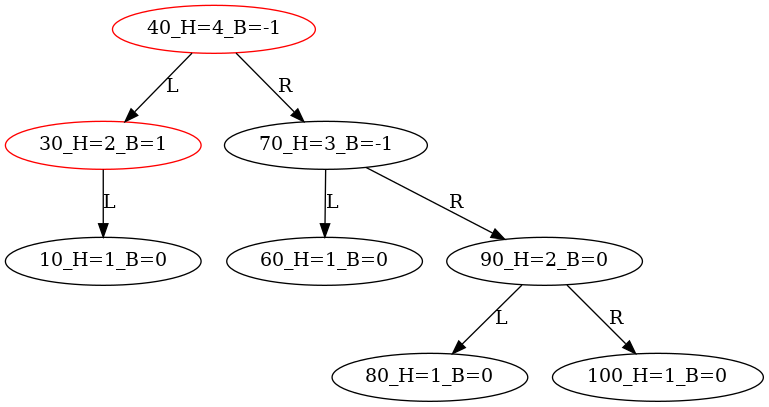 40_H=4_B=-1
L
R
30_H=2_B=1
70_H=3_B=-1
L
L
R
10_H=1_B=0
60_H=1_B=0
90_H=2_B=0
L
R
80_H=1_B=0
100_H=1_B=0